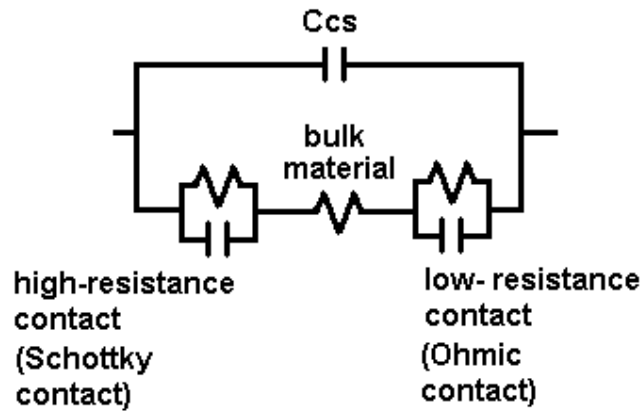 Ccs
bulk
material
high-resistance
contact
(Schottky
contact)
low- resistance
contact
(Ohmic
contact)